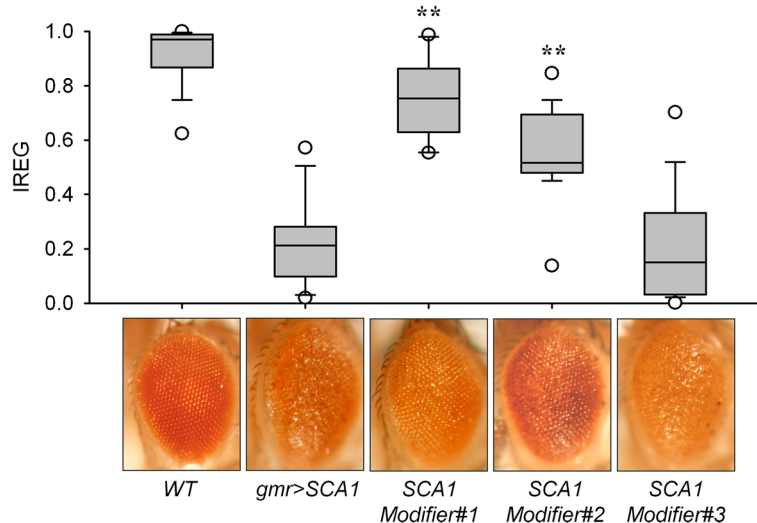 **
**
1.0
0.8
0.6
0.4
0.2
0.0
IREG
WT
gmr>SCA1
SCA1
Modifier#1
SCA1
Modifier#2
SCA1
Modifier#3